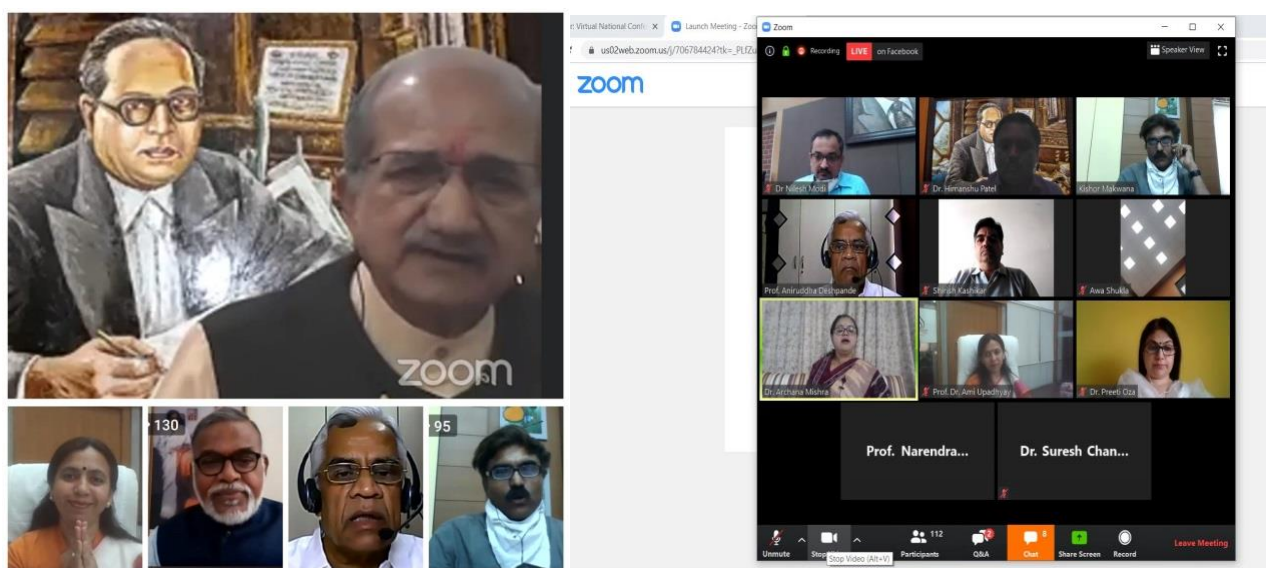 zoom
130
95
: Virtual National Confe
Launch Meeting - Zoo
us02web.zoom.us/j/706784424?tk=_PLfZu
zoom
Zoom
Recording
LIVE on Facebook
Speaker View
Dr Nilesh Modi
Dr. Himanshu Patel
Kishor Makwana
Prof. Aniruddha Deshpande
Shirish Kashikar
Awa Shukla
Dr. Archana Mishra
Prof. Dr. Ami Upadhyay
Dr. Preeti Oza
Prof. Narendra...
Dr. Suresh Chan...
112
2
8
Unmute
Stop
Participants
Q&A
Chat
Share Screen
Record
Leave Meeting
Stop Video (Alt+V)